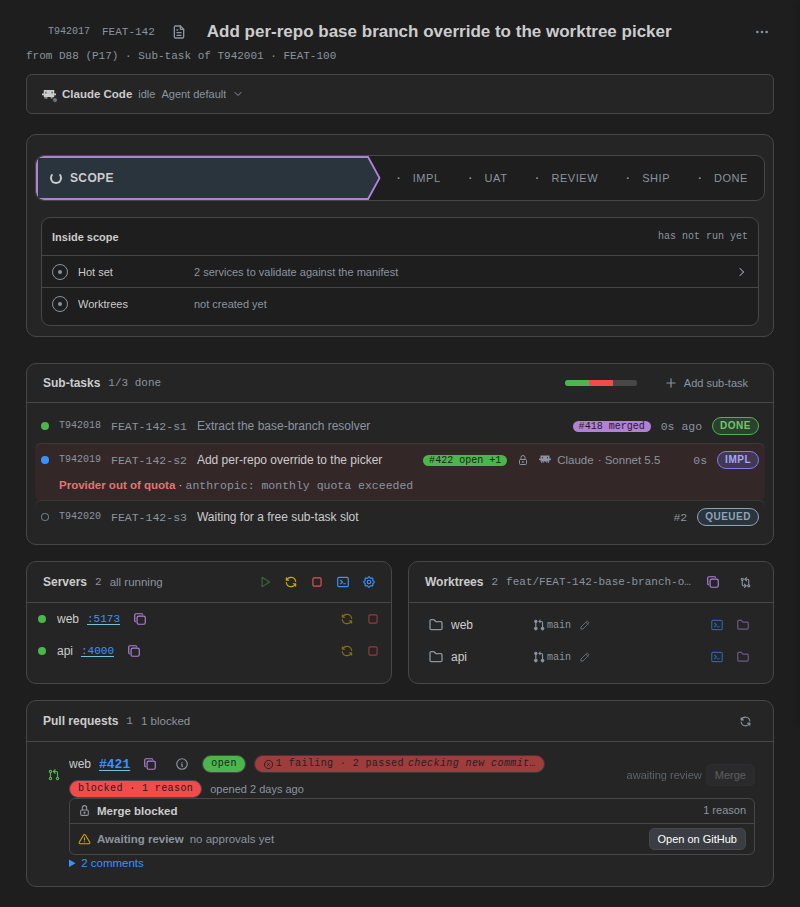 T942017 FEAT-142 Add per-repo base branch override to the worktree picker
from D88 (P17) · Sub-task of T942001 · FEAT-100
Claude Code idle Agent default
SCOPE · IMPL · UAT · REVIEW · SHIP · DONE
Inside scope has not run yet
Hot set 2 services to validate against the manifest
Worktrees not created yet
Sub-tasks 1/3 done Add sub-task
T942018 FEAT-142-s1 Extract the base-branch resolver #418 merged 0s ago DONE
T942019 FEAT-142-s2 Add per-repo override to the picker #422 open +1 Claude · Sonnet 5.5 0s IMPL
Provider out of quota · anthropic: monthly quota exceeded
T942020 FEAT-142-s3 Waiting for a free sub-task slot #2 QUEUED
Servers 2 all running
web :5173
api :4000
Worktrees 2 feat/FEAT-142-base-branch-o…
web main
api main
Pull requests 1 1 blocked
web #421 open 1 failing · 2 passed checking new commit…
awaiting review Merge
blocked · 1 reason opened 2 days ago
Merge blocked 1 reason
Awaiting review no approvals yet Open on GitHub
2 comments